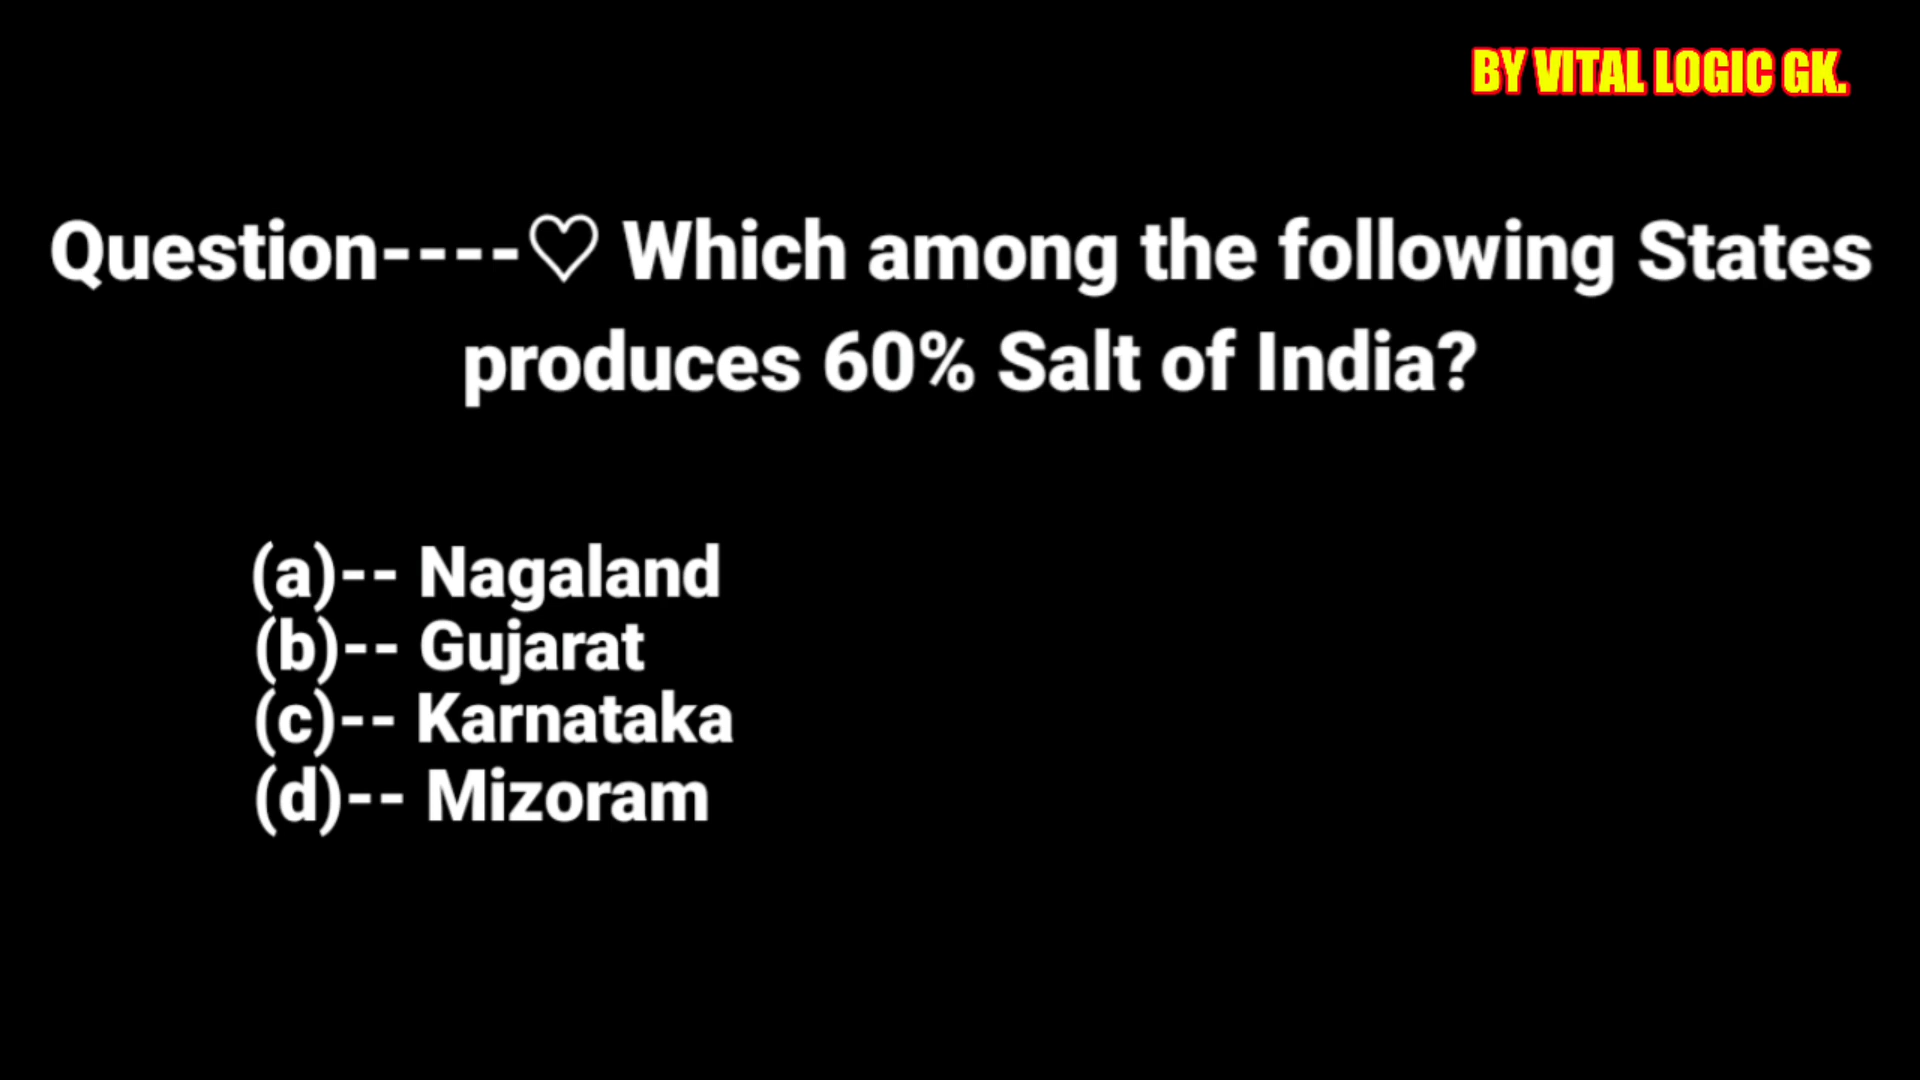 BY VITAL LOGIC GK.
Question----♡ Which among the following States
produces 60% Salt of India?
(a)-- Nagaland
(b)-- Gujarat
(c)-- Karnataka
(d)-- Mizoram